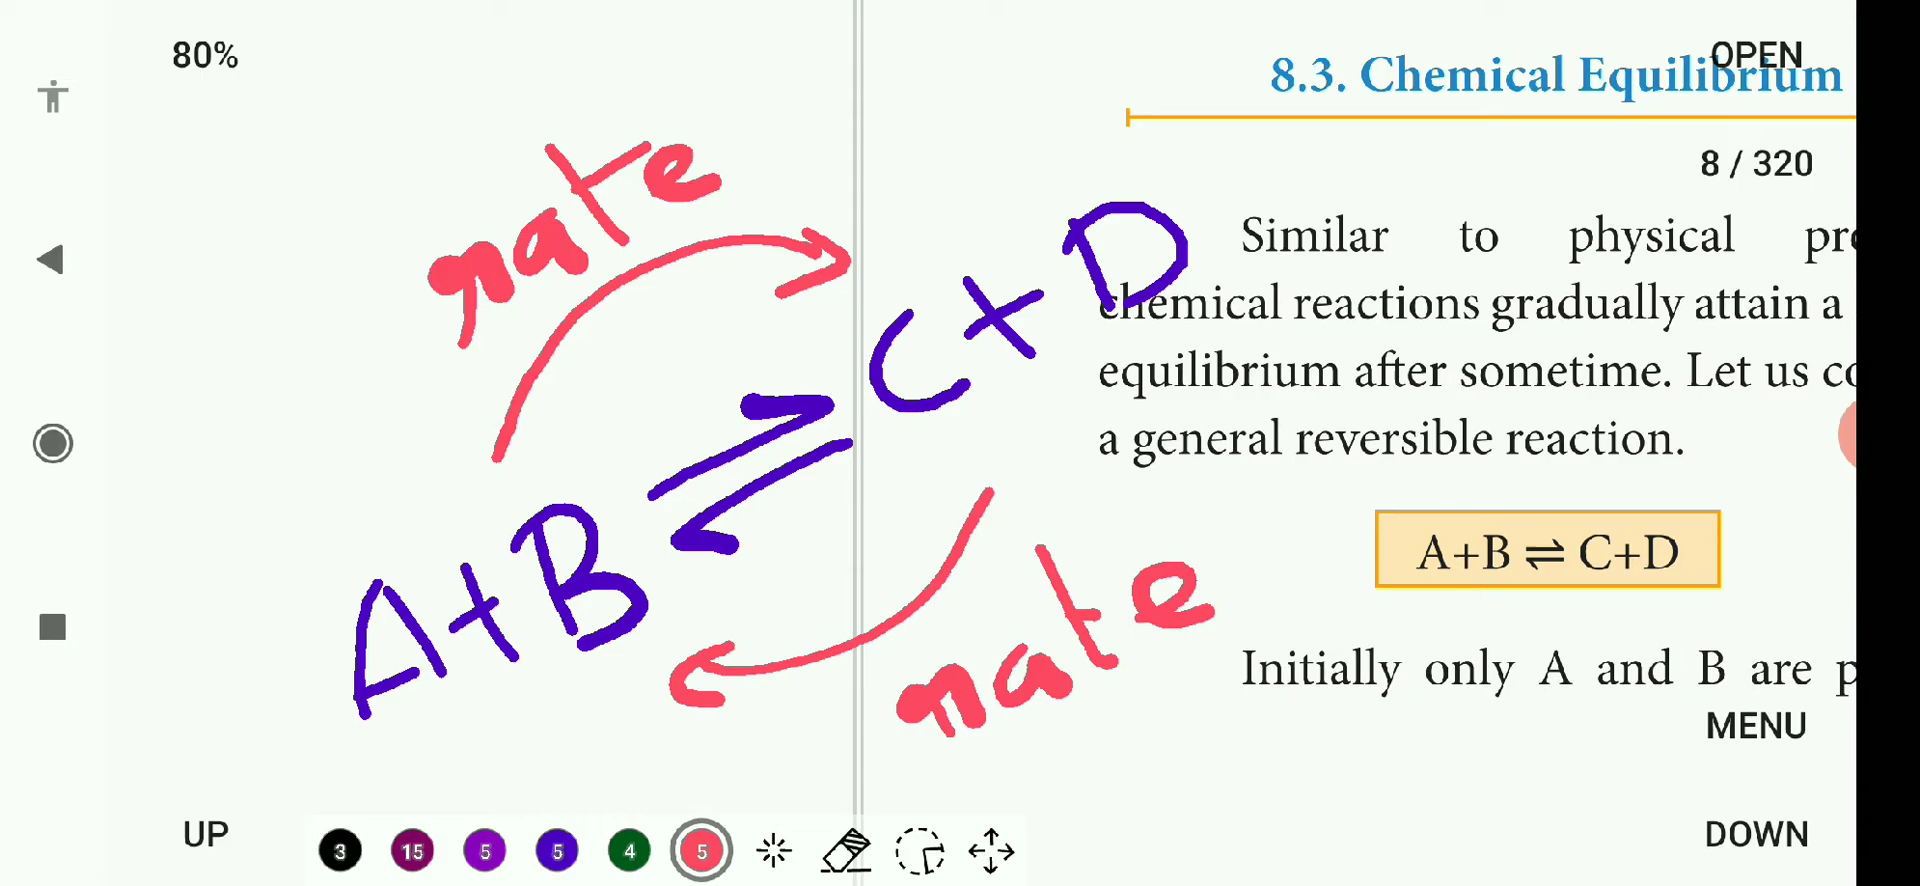 80%
OPEN
8.3. Chemical Equilibrium
8 / 320
rate
Similar to physical
C+D
chemical reactions gradually attain a
equilibrium after sometime. Let us
a general reversible reaction.
A+B ⇌
A+B ⇌ C+D
rate
Initially only A and B are
MENU
UP
DOWN
3 15 5 5 4 5